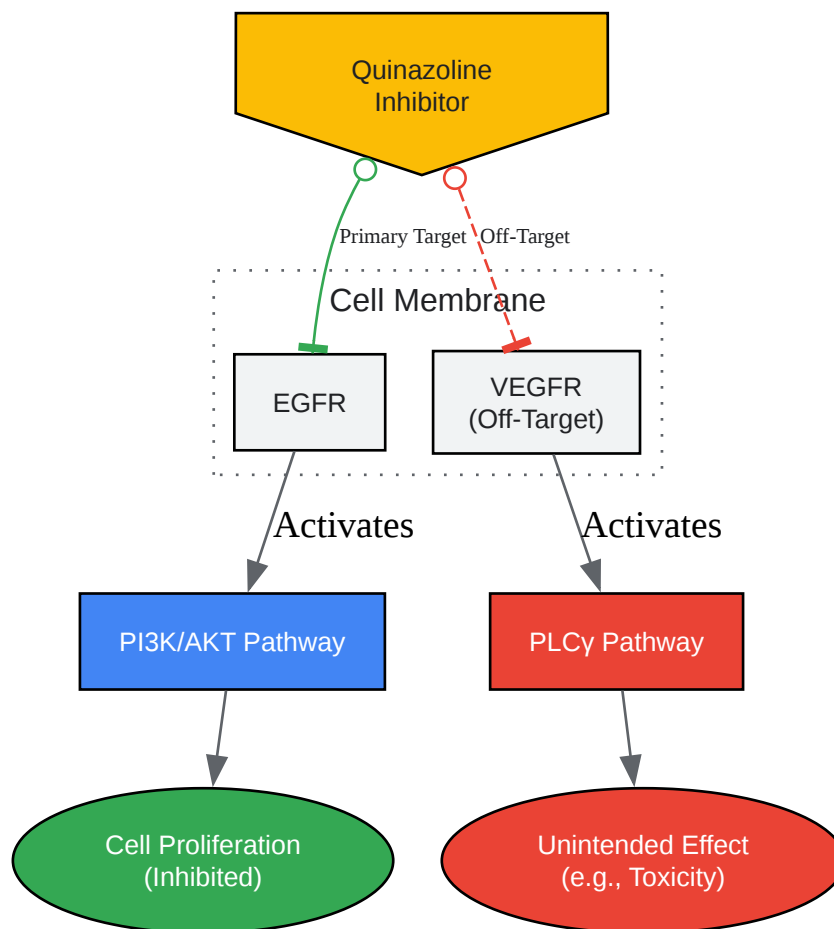 Quinazoline
Inhibitor
Primary Target
Off-Target
Cell Membrane
EGFR
VEGFR
(Off-Target)
Activates
Activates
PI3K/AKT Pathway
PLCγ Pathway
Cell Proliferation
(Inhibited)
Unintended Effect
(e.g., Toxicity)